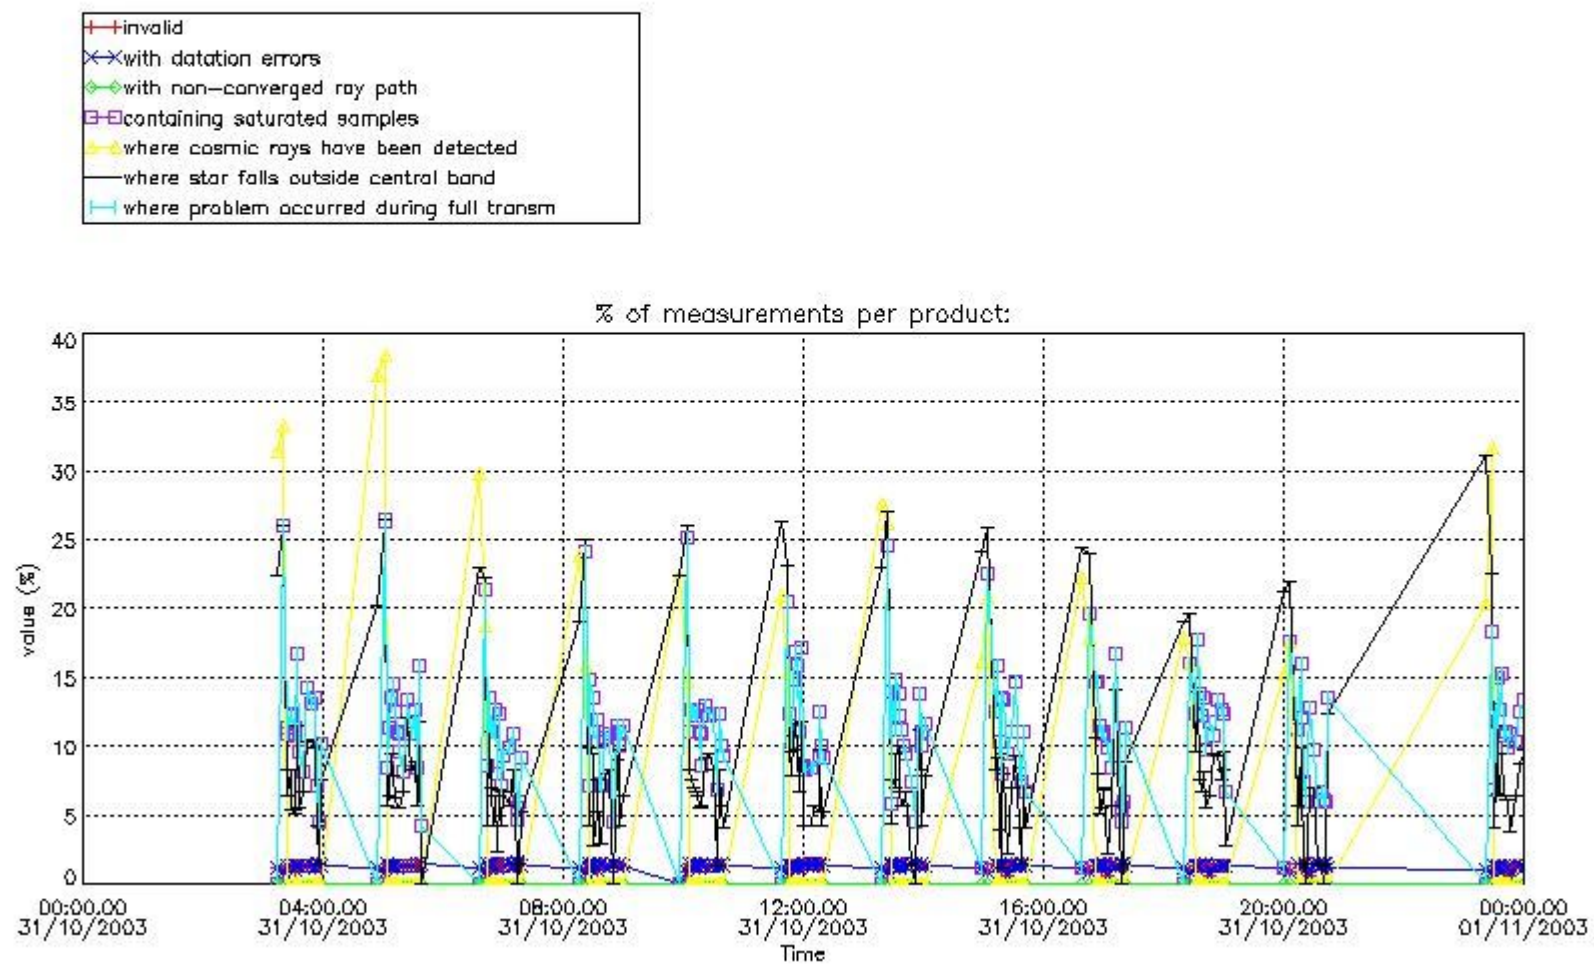 invalid
with datation errors
with non-converged ray path
containing saturated samples
where cosmic rays have been detected
where star falls outside central band
where problem occurred during full transm
% of measurements per product:
40
35
30
25
20
15
10
5
0
value (%)
00:00:00 04:00:00 08:00:00 12:00:00 16:00:00 20:00:00 00:00:00
31/10/2003 31/10/2003 31/10/2003 31/10/2003 31/10/2003 31/10/2003 01/11/2003
Time